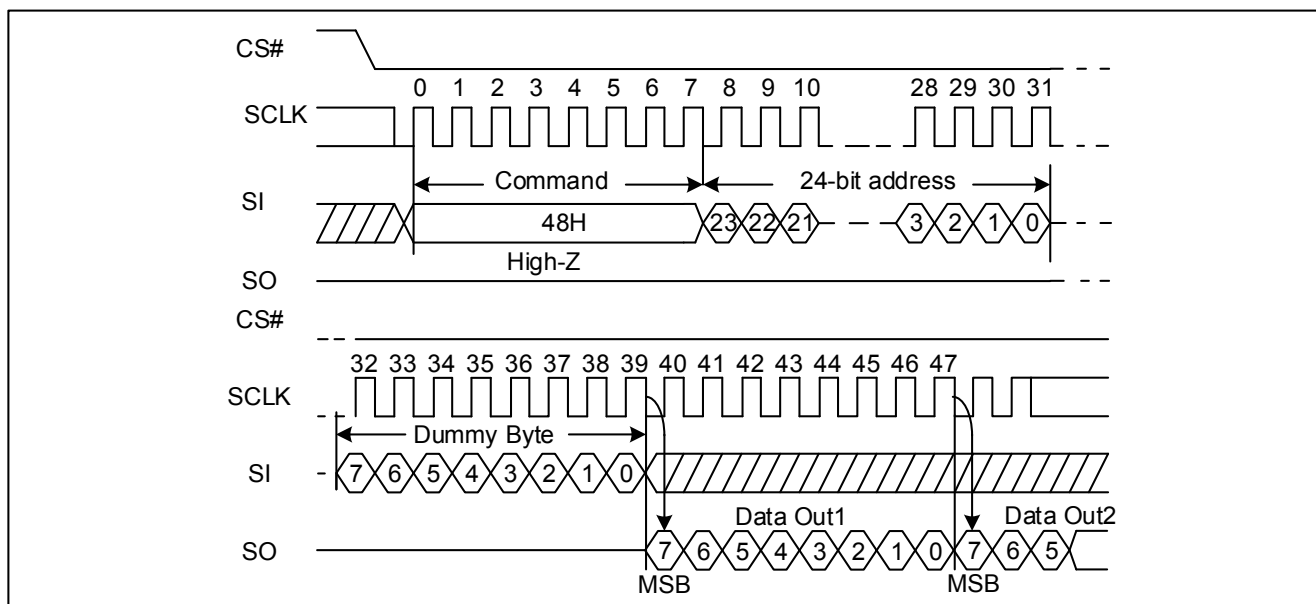 CS#
0 1 2 3 4 5 6 7 8 9 10 28 29 30 31
SCLK
Command 24-bit address
SI
48H 23 22 21 3 2 1 0
High-Z
SO
CS#
32 33 34 35 36 37 38 39 40 41 42 43 44 45 46 47
SCLK
Dummy Byte
SI 7 6 5 4 3 2 1 0
Data Out1 Data Out2
SO 7 6 5 4 3 2 1 0 7 6 5
MSB MSB